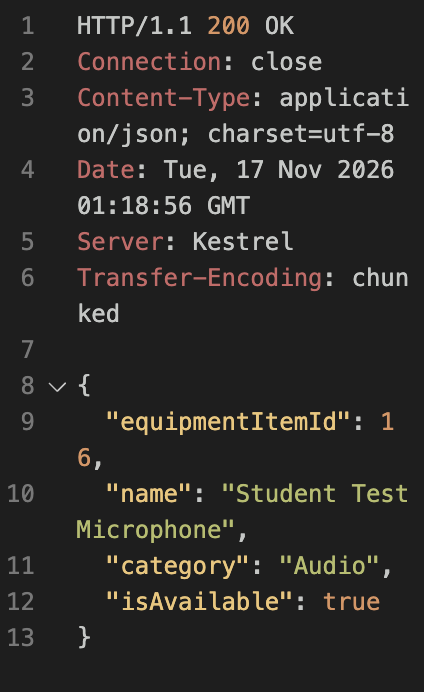 1 HTTP/1.1 200 OK
2 Connection: close
3 Content-Type: applicati
on/json; charset=utf-8
4 Date: Tue, 17 Nov 2026
01:18:56 GMT
5 Server: Kestrel
6 Transfer-Encoding: chun
ked
7
8 {
9 "equipmentItemId": 1
6,
10 "name": "Student Test
Microphone",
11 "category": "Audio",
12 "isAvailable": true
13 }